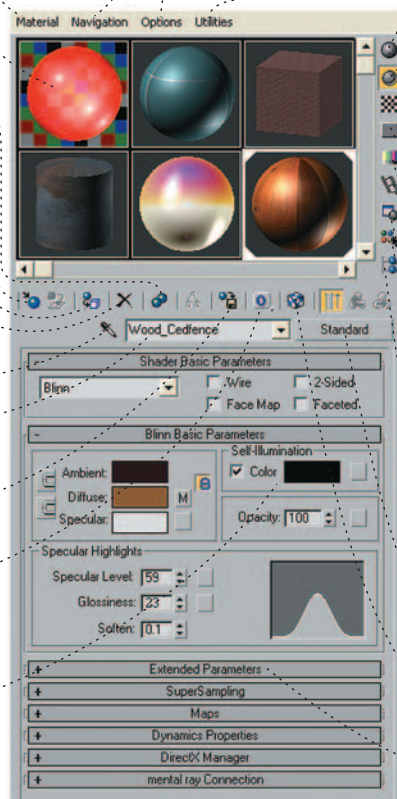 Material Navigation Options Utilities
0
Wood_Cedfence Standard
- Shader Basic Parameters
Blinn Wire 2-Sided
Face Map Faceted
- Blinn Basic Parameters
Self-Illumination
Ambient: Color
Diffuse: M
Specular: Opacity: 100
Specular Highlights
Specular Level: 59
Glossiness: 23
Soften: 0.1
+ Extended Parameters
+ SuperSampling
+ Maps
+ Dynamics Properties
+ DirectX Manager
+ mental ray Connection